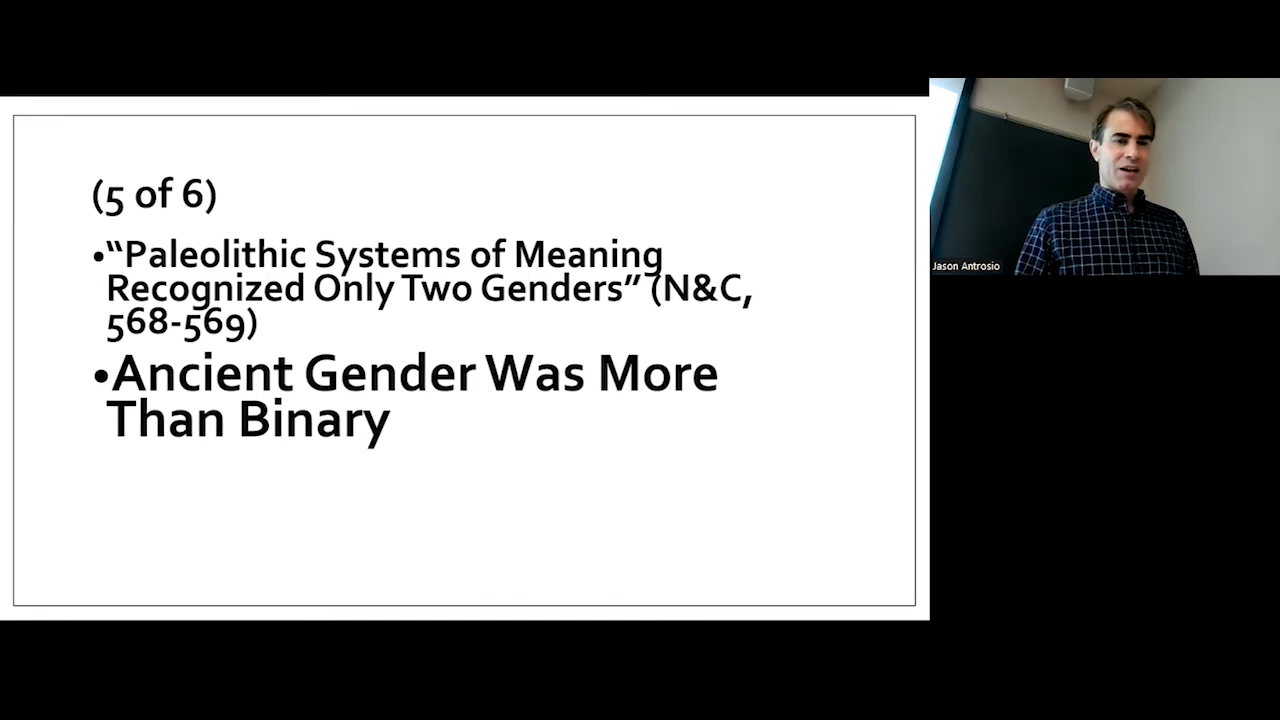 (5 of 6)
•“Paleolithic Systems of Meaning
Recognized Only Two Genders” (N&C,
568-569)
•Ancient Gender Was More
Than Binary
Jason Antrosio